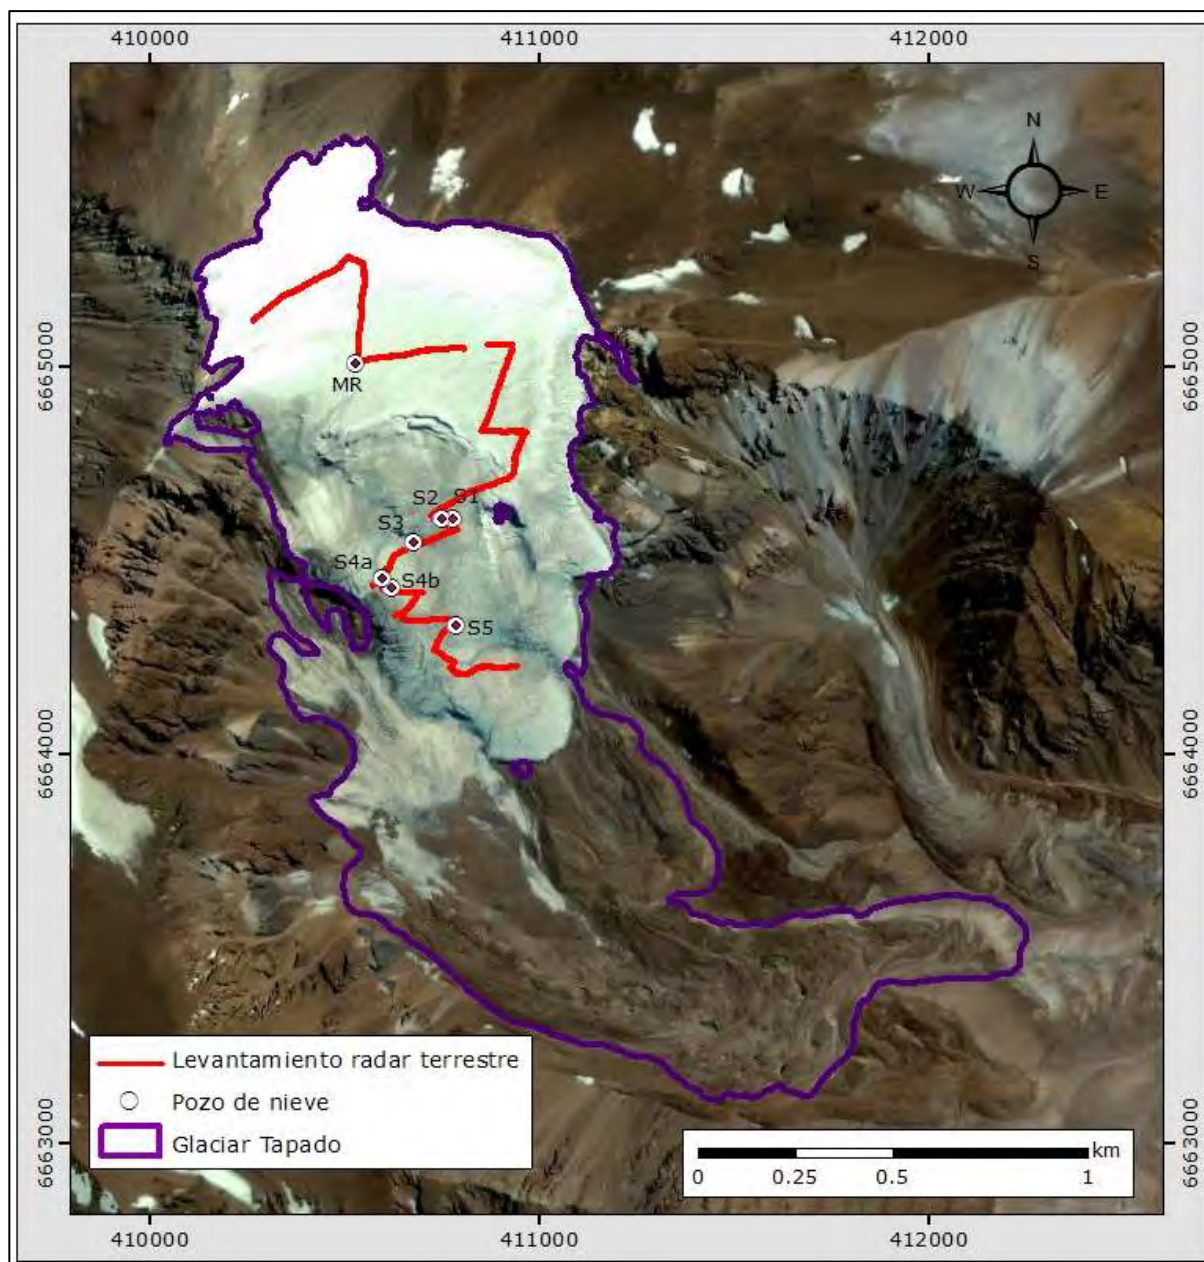 410000
411000
412000
N
W
E
S
6665000
6665000
MR
S2
S1
S3
S4a
S4b
S5
6664000
6664000
Levantamiento radar terrestre
Pozo de nieve
Glaciar Tapado
km
0
0.25
0.5
1
6663000
6663000
410000
411000
412000